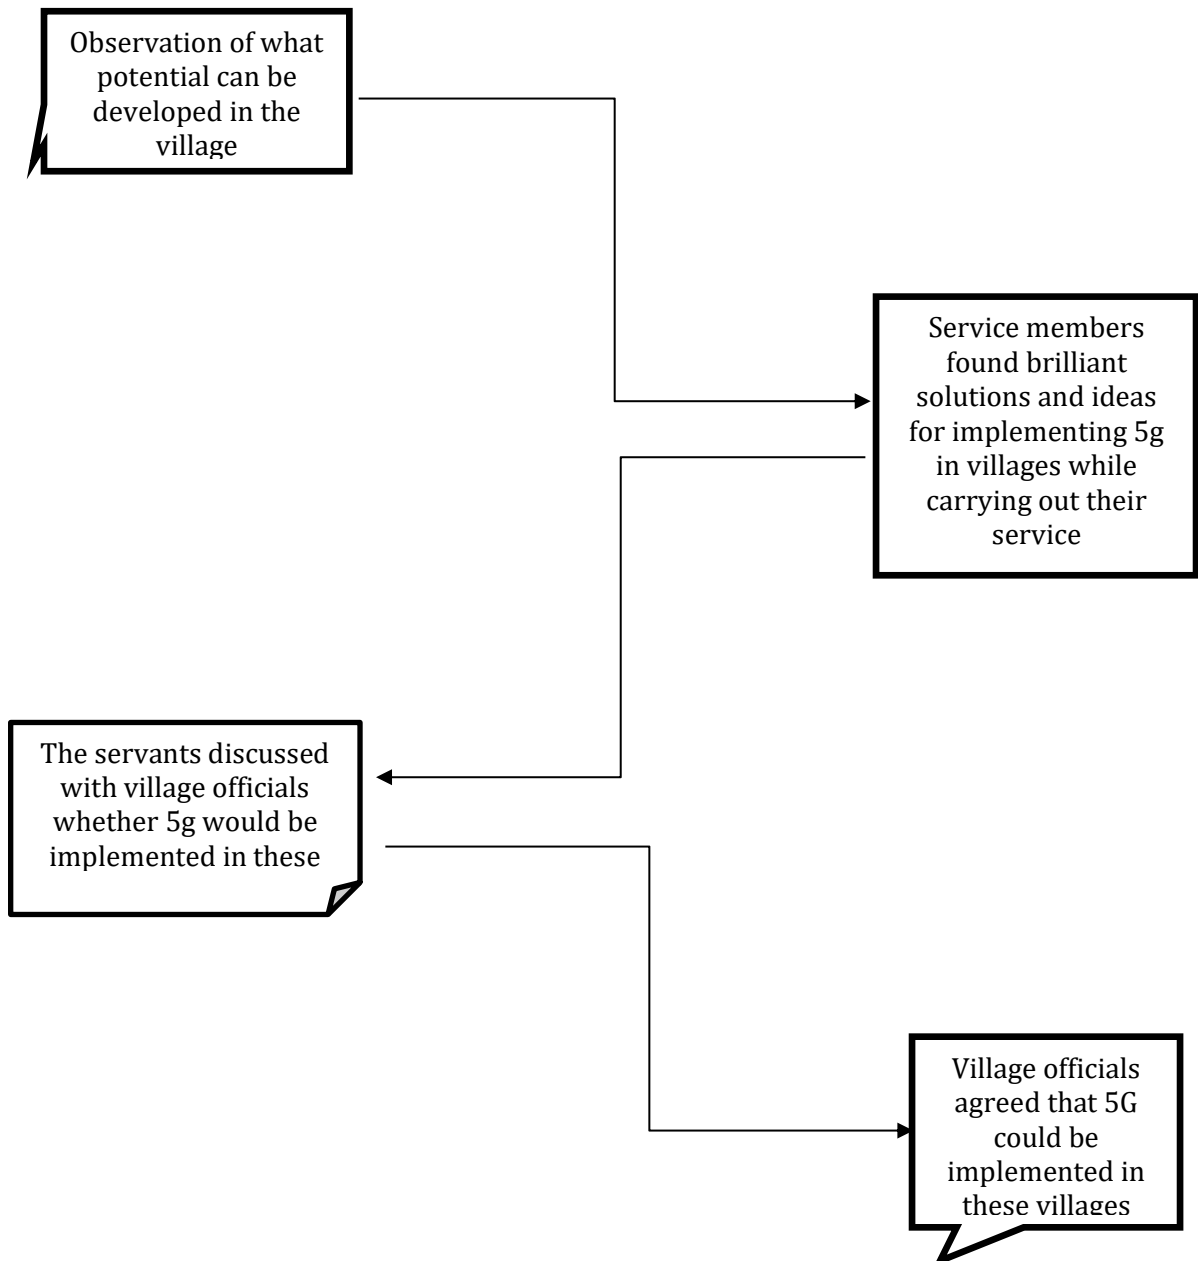 Observation of what
potential can be
developed in the
village
Service members
found brilliant
solutions and ideas
for implementing 5g
in villages while
carrying out their
service
The servants discussed
with village officials
whether 5g would be
implemented in these
Village officials
agreed that 5G
could be
implemented in
these villages